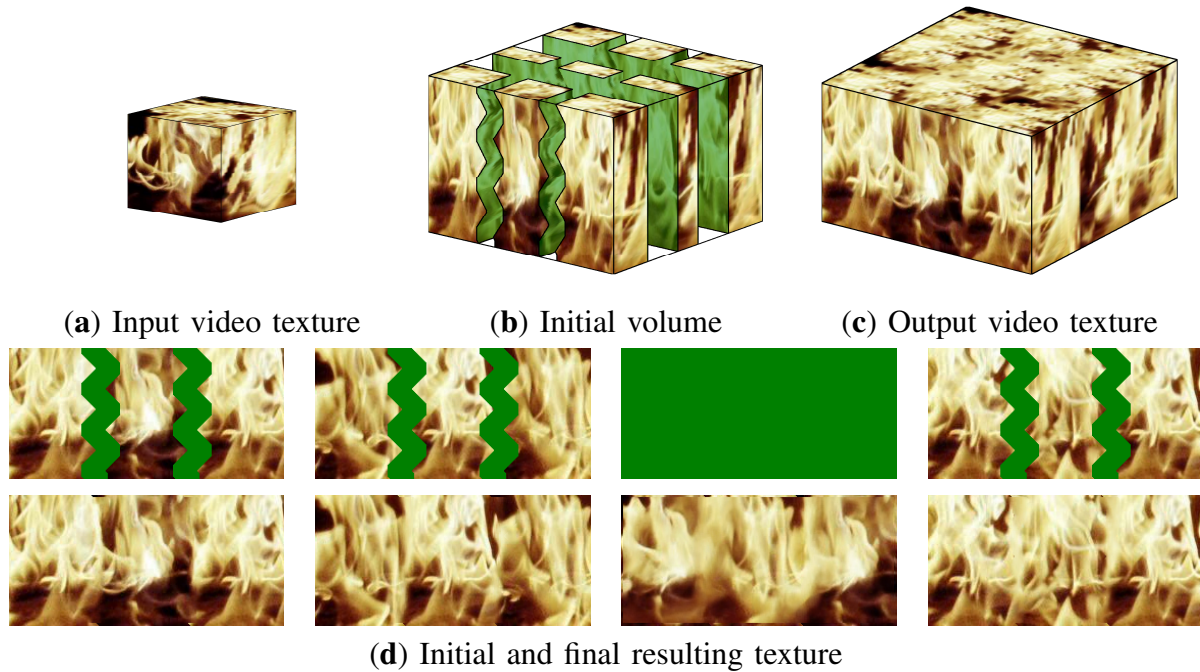 (a) Input video texture
(b) Initial volume
(c) Output video texture
(d) Initial and final resulting texture